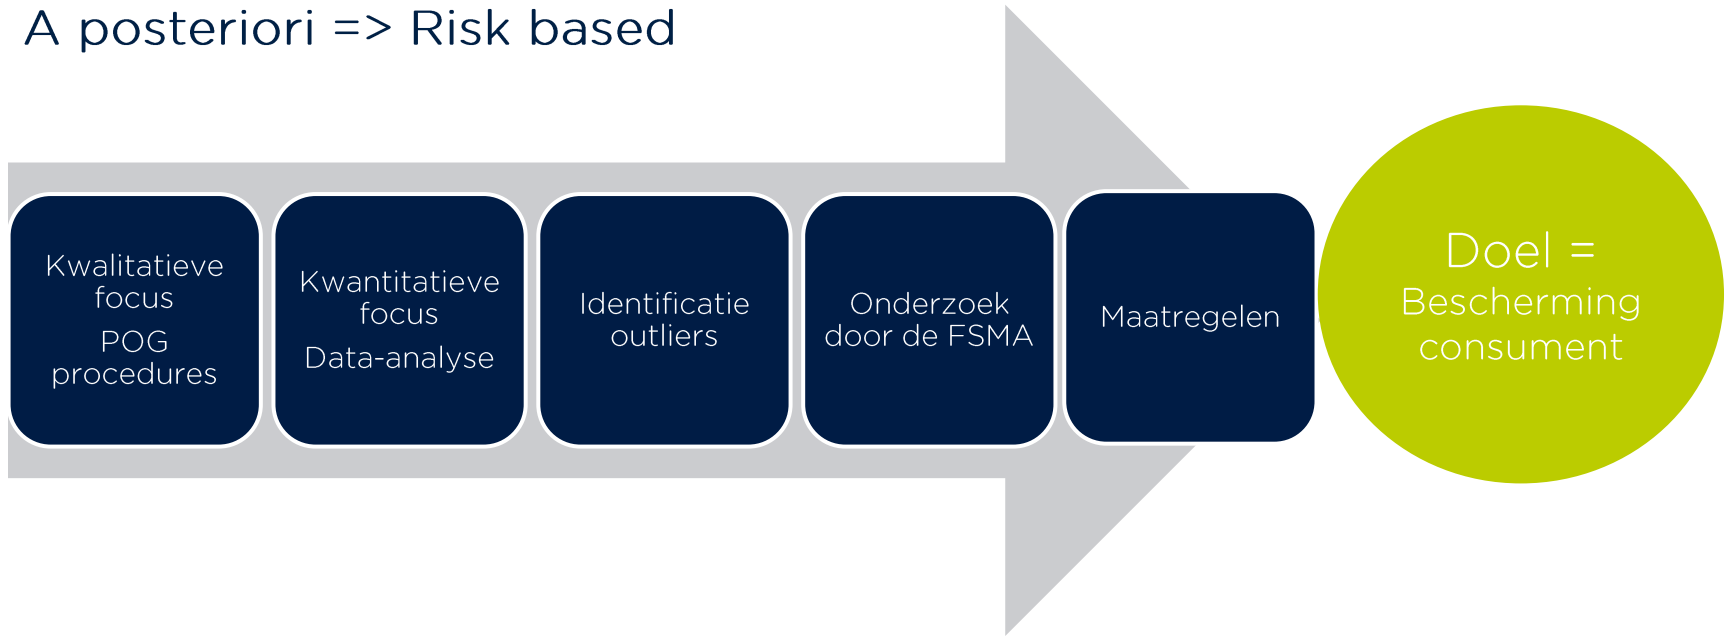 A posteriori => Risk based
Kwalitatieve
focus
POG
procedures
Kwantitatieve
focus
Data-analyse
Identificatie
outliers
Onderzoek
door de FSMA
Maatregelen
Doel =
Bescherming
consument